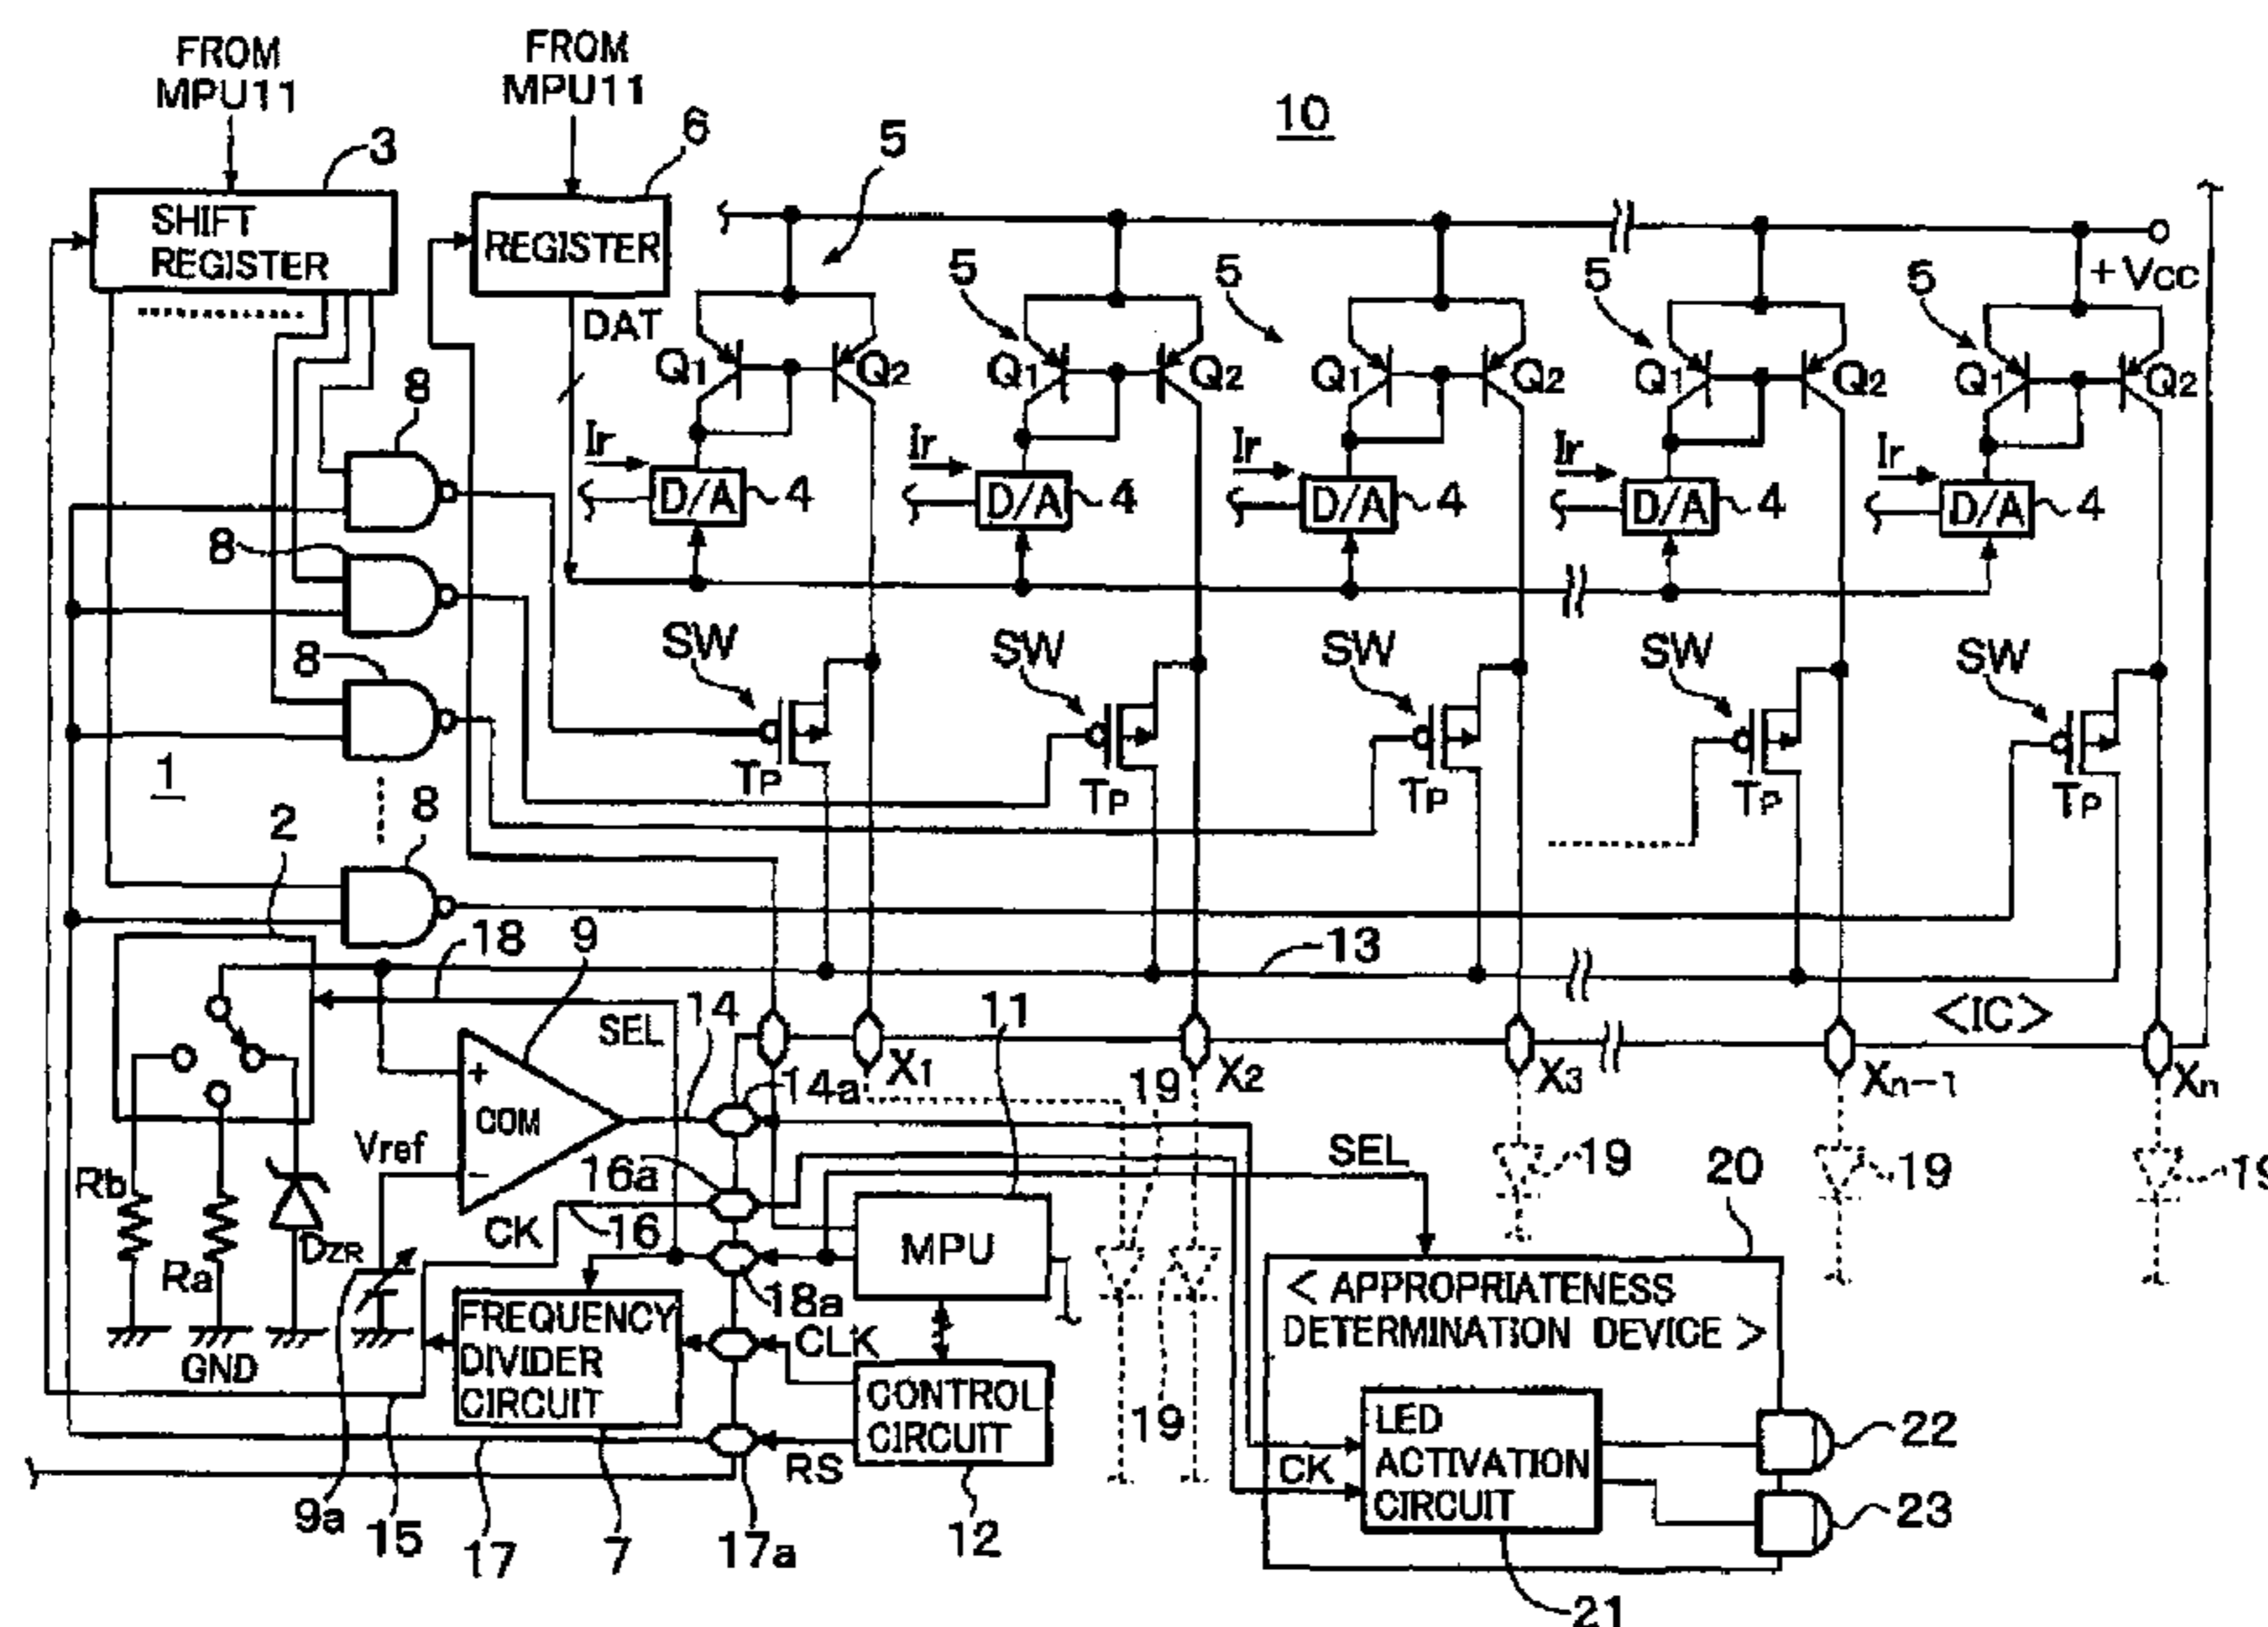 FROM
MPU11
FROM
MPU11
10
3
6
5
SHIFT
REGISTER
REGISTER
DAT
5
5
5
5
+VCC
Q1
Q2
Q1
Q2
Q1
Q2
Q1
Q2
Q1
Q2
8
Ir
Ir
Ir
Ir
Ir
D/A
4
D/A
4
D/A
4
D/A
4
D/A
4
8
8
SW
SW
SW
SW
SW
1
TP
TP
TP
TP
TP
2
8
18
9
13
SEL
14
11
<IC>
+
COM
-
14a
X1
19
X2
X3
Xn-1
Xn
Vref
16a
SEL
19
20
19
19
Rb
Ra
DZR
CK
16
MPU
18a
<APPROPRIATENESS
DETERMINATION DEVICE>
FREQUENCY
DIVIDER
CIRCUIT
CLK
GND
CONTROL
CIRCUIT
19
LED
ACTIVATION
CIRCUIT
22
RS
CK
23
9a
15
17
7
17a
12
21